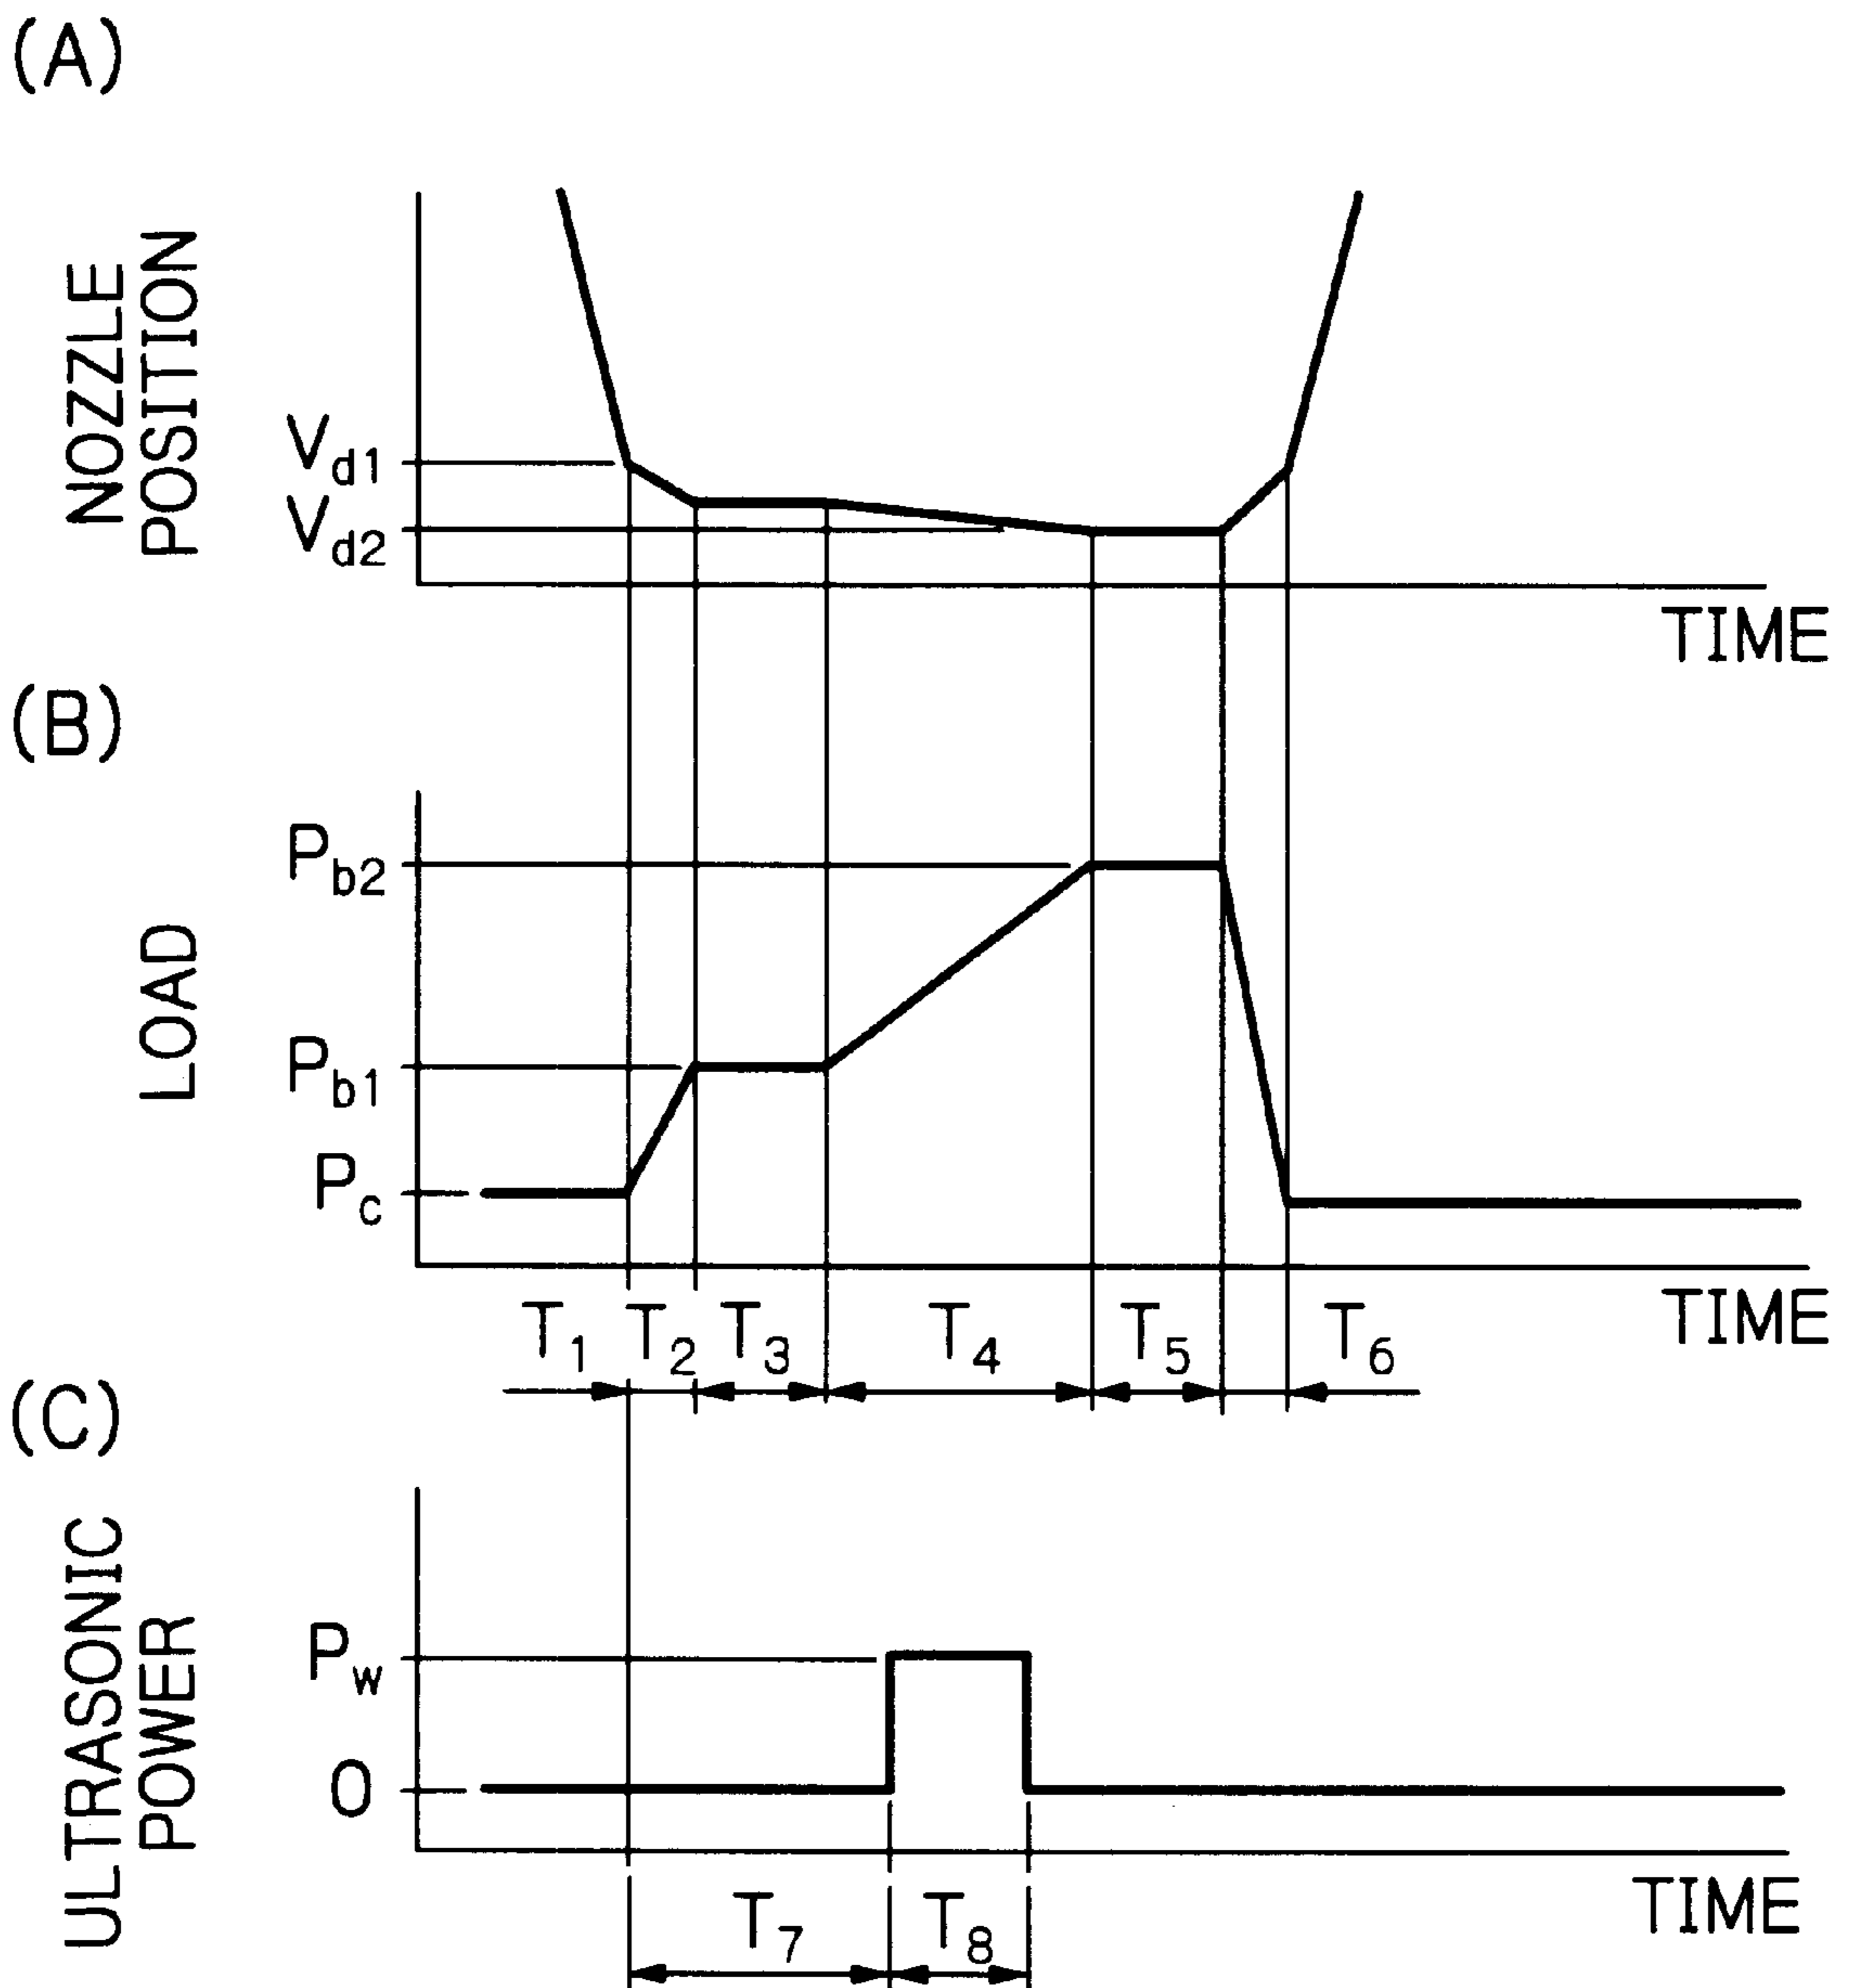 (A)
NOZZLE
POSITION
Vd1
Vd2
TIME
(B)
LOAD
Pb2
Pb1
Pc
TIME
T1 T2 T3 T4 T5 T6
(C)
ULTRASONIC
POWER
Pw
0
TIME
T7 T8